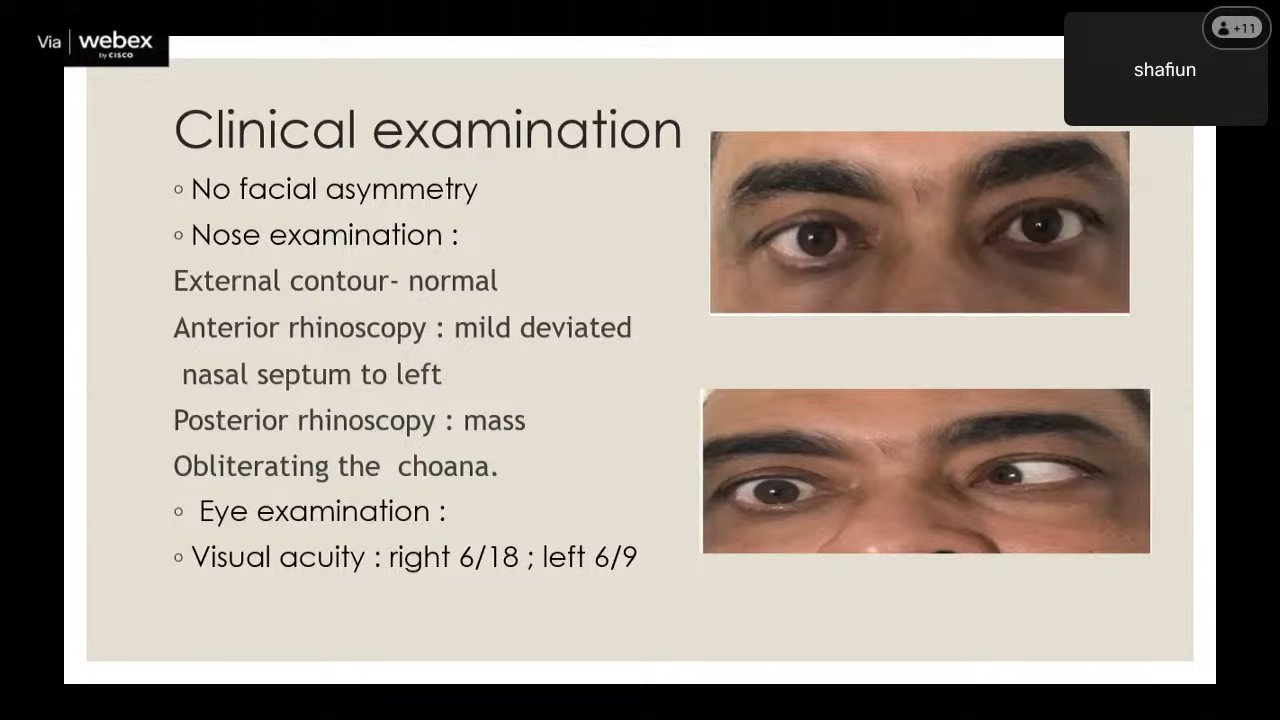 Via webex
by CISCO
+11
shafiun
Clinical examination
◦ No facial asymmetry
◦ Nose examination :
External contour- normal
Anterior rhinoscopy : mild deviated
nasal septum to left
Posterior rhinoscopy : mass
Obliterating the choana.
◦ Eye examination :
◦ Visual acuity : right 6/18 ; left 6/9